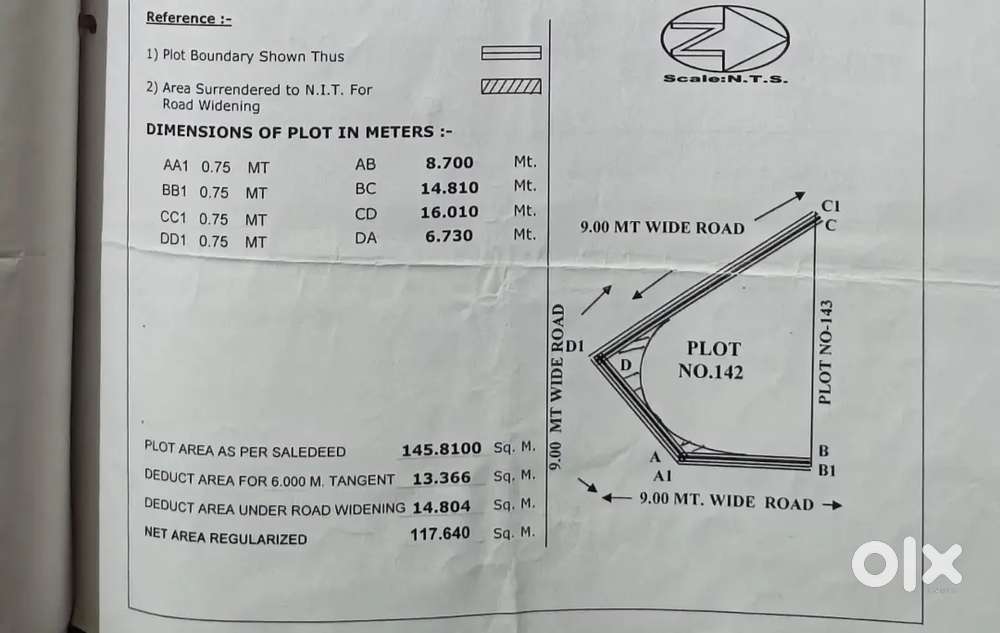 Reference :-
1) Plot Boundary Shown Thus
2) Area Surrendered to N.I.T. For
Road Widening
DIMENSIONS OF PLOT IN METERS :-
AA1 0.75 MT AB 8.700 Mt.
BB1 0.75 MT BC 14.810 Mt.
CC1 0.75 MT CD 16.010 Mt.
DD1 0.75 MT DA 6.730 Mt.
PLOT AREA AS PER SALEDEED 145.8100 Sq. M.
DEDUCT AREA FOR 6.000 M. TANGENT 13.366 Sq. M.
DEDUCT AREA UNDER ROAD WIDENING 14.804 Sq. M.
NET AREA REGULARIZED 117.640 Sq. M.
N
Scale:N.T.S.
C1
C
9.00 MT WIDE ROAD
9.00 MT WIDE ROAD
D1
D
PLOT
NO.142
PLOT NO-143
A
A1
B
B1
9.00 MT. WIDE ROAD
olx